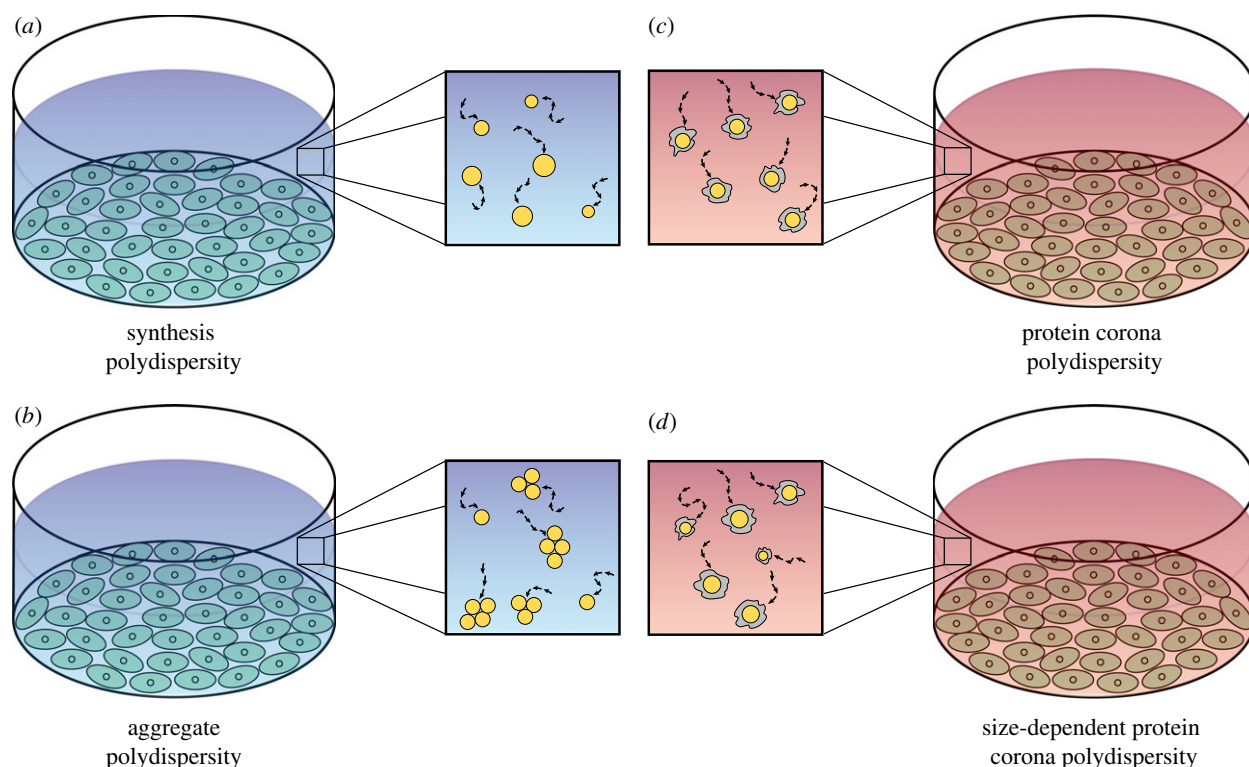 (a)
synthesis
polydispersity
(c)
protein corona
polydispersity
(b)
aggregate
polydispersity
(d)
size-dependent protein
corona polydispersity